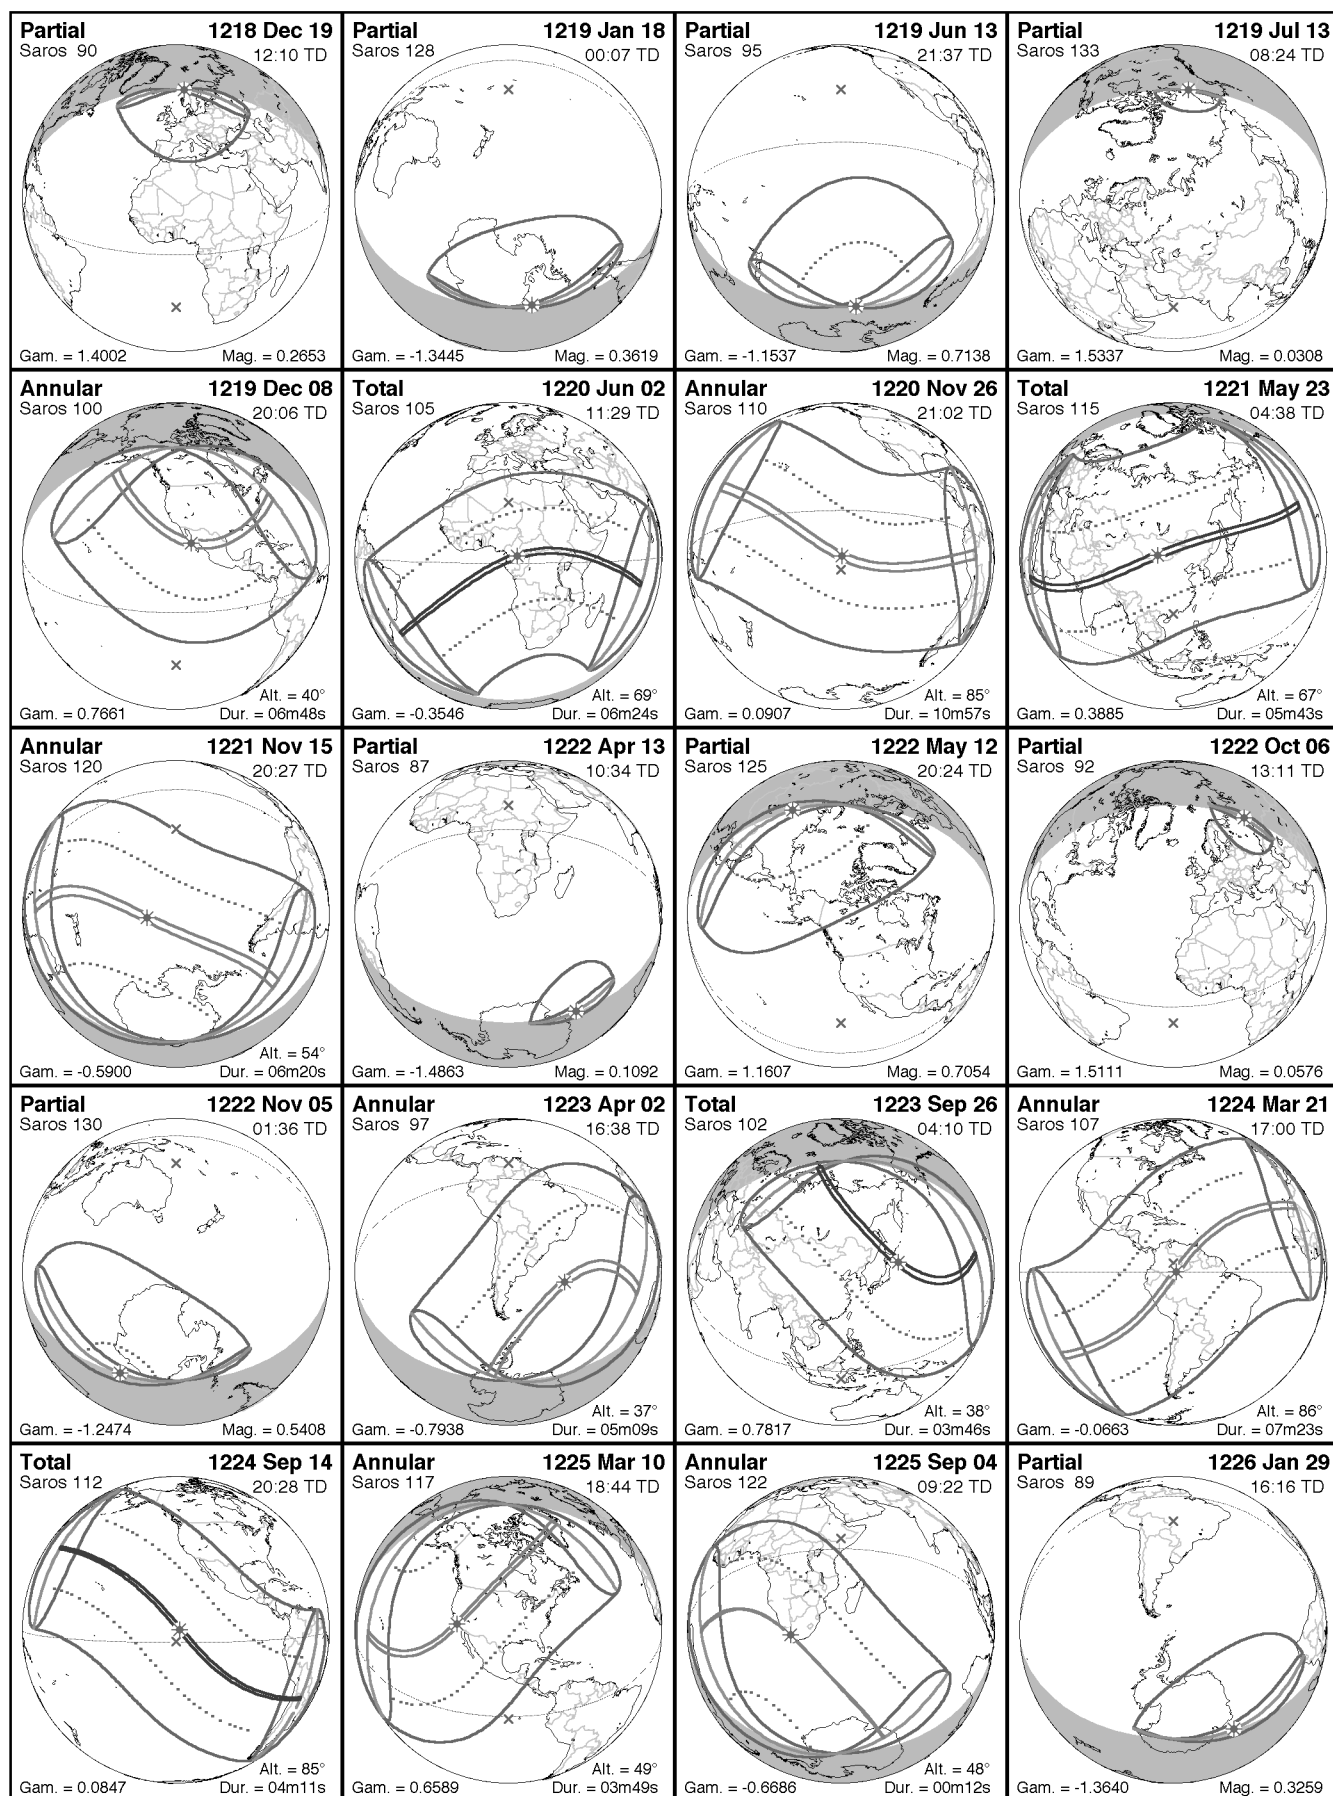 Partial 1218 Dec 19
Saros 90 12:10 TD
Gam. = 1.4002 Mag. = 0.2653
Partial 1219 Jan 18
Saros 128 00:07 TD
Gam. = -1.3445 Mag. = 0.3619
Partial 1219 Jun 13
Saros 95 21:37 TD
Gam. = -1.1537 Mag. = 0.7138
Partial 1219 Jul 13
Saros 133 08:24 TD
Gam. = 1.5337 Mag. = 0.0308
Annular 1219 Dec 08
Saros 100 20:06 TD
Alt. = 40°
Gam. = 0.7661 Dur. = 06m48s
Total 1220 Jun 02
Saros 105 11:29 TD
Alt. = 69°
Gam. = -0.3546 Dur. = 06m24s
Annular 1220 Nov 26
Saros 110 21:02 TD
Alt. = 85°
Gam. = 0.0907 Dur. = 10m57s
Total 1221 May 23
Saros 115 04:38 TD
Alt. = 67°
Gam. = 0.3885 Dur. = 05m43s
Annular 1221 Nov 15
Saros 120 20:27 TD
Alt. = 54°
Gam. = -0.5900 Dur. = 06m20s
Partial 1222 Apr 13
Saros 87 10:34 TD
Gam. = -1.4863 Mag. = 0.1092
Partial 1222 May 12
Saros 125 20:24 TD
Gam. = 1.1607 Mag. = 0.7054
Partial 1222 Oct 06
Saros 92 13:11 TD
Gam. = 1.5111 Mag. = 0.0576
Partial 1222 Nov 05
Saros 130 01:36 TD
Gam. = -1.2474 Mag. = 0.5408
Annular 1223 Apr 02
Saros 97 16:38 TD
Alt. = 37°
Gam. = -0.7938 Dur. = 05m09s
Total 1223 Sep 26
Saros 102 04:10 TD
Alt. = 38°
Gam. = 0.7817 Dur. = 03m46s
Annular 1224 Mar 21
Saros 107 17:00 TD
Alt. = 86°
Gam. = -0.0663 Dur. = 07m23s
Total 1224 Sep 14
Saros 112 20:28 TD
Alt. = 85°
Gam. = 0.0847 Dur. = 04m11s
Annular 1225 Mar 10
Saros 117 18:44 TD
Alt. = 49°
Gam. = 0.6589 Dur. = 03m49s
Annular 1225 Sep 04
Saros 122 09:22 TD
Alt. = 48°
Gam. = -0.6686 Dur. = 00m12s
Partial 1226 Jan 29
Saros 89 16:16 TD
Gam. = -1.3640 Mag. = 0.3259